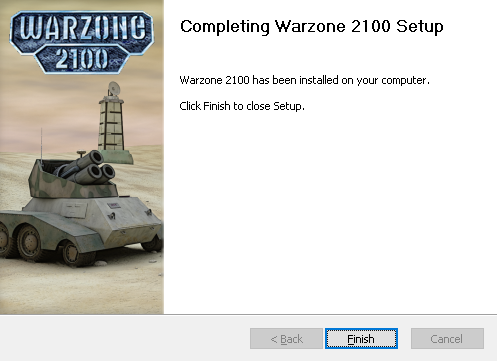 WARZONE
2100
Completing Warzone 2100 Setup
Warzone 2100 has been installed on your computer.
Click Finish to close Setup.
< Back
Finish
Cancel